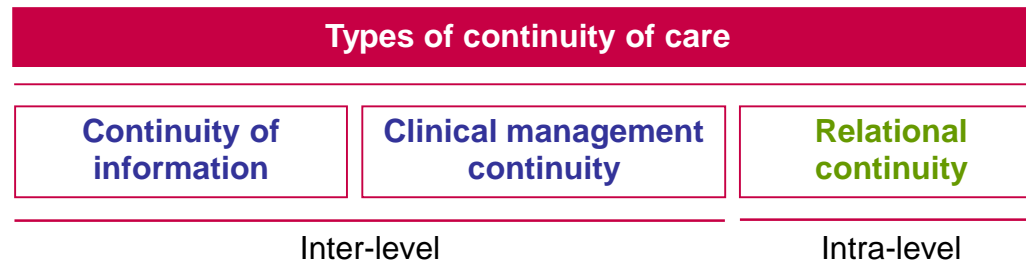 Types of continuity of care
Continuity of
information
Clinical management
continuity
Relational
continuity
Inter-level
Intra-level